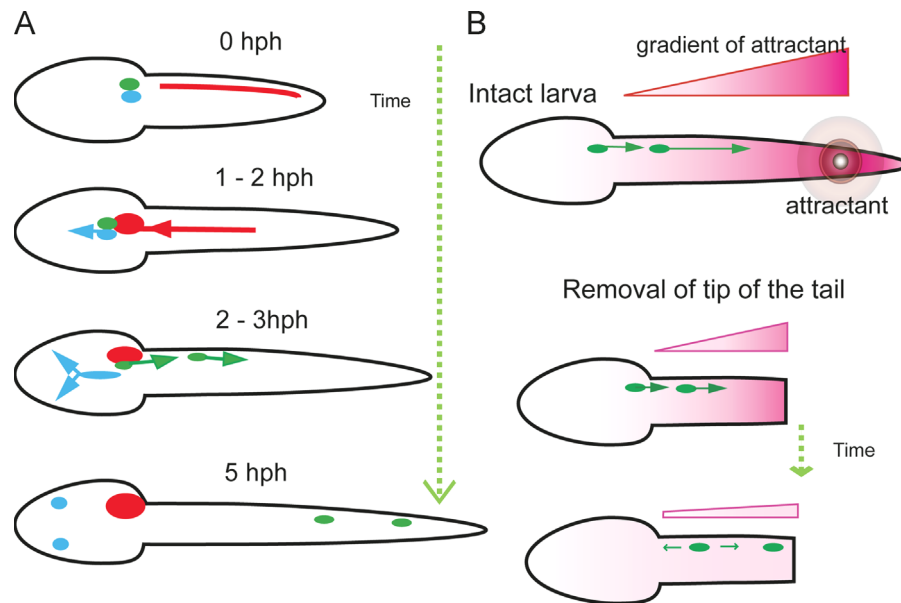 A
0 hph
Time
1 - 2 hph
2 - 3hph
5 hph
B
gradient of attractant
Intact larva
attractant
Removal of tip of the tail
Time